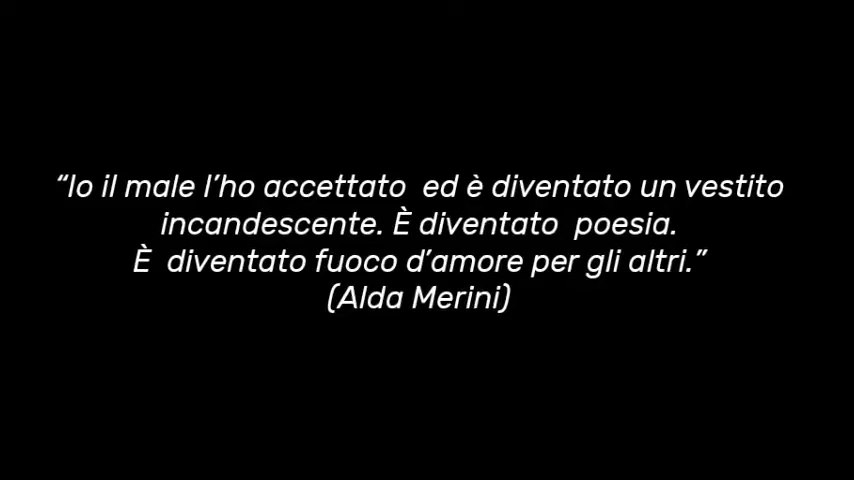 “Io il male l’ho accettato  ed è diventato un vestito
incandescente. È diventato  poesia.
È  diventato fuoco d’amore per gli altri.”
(Alda Merini)